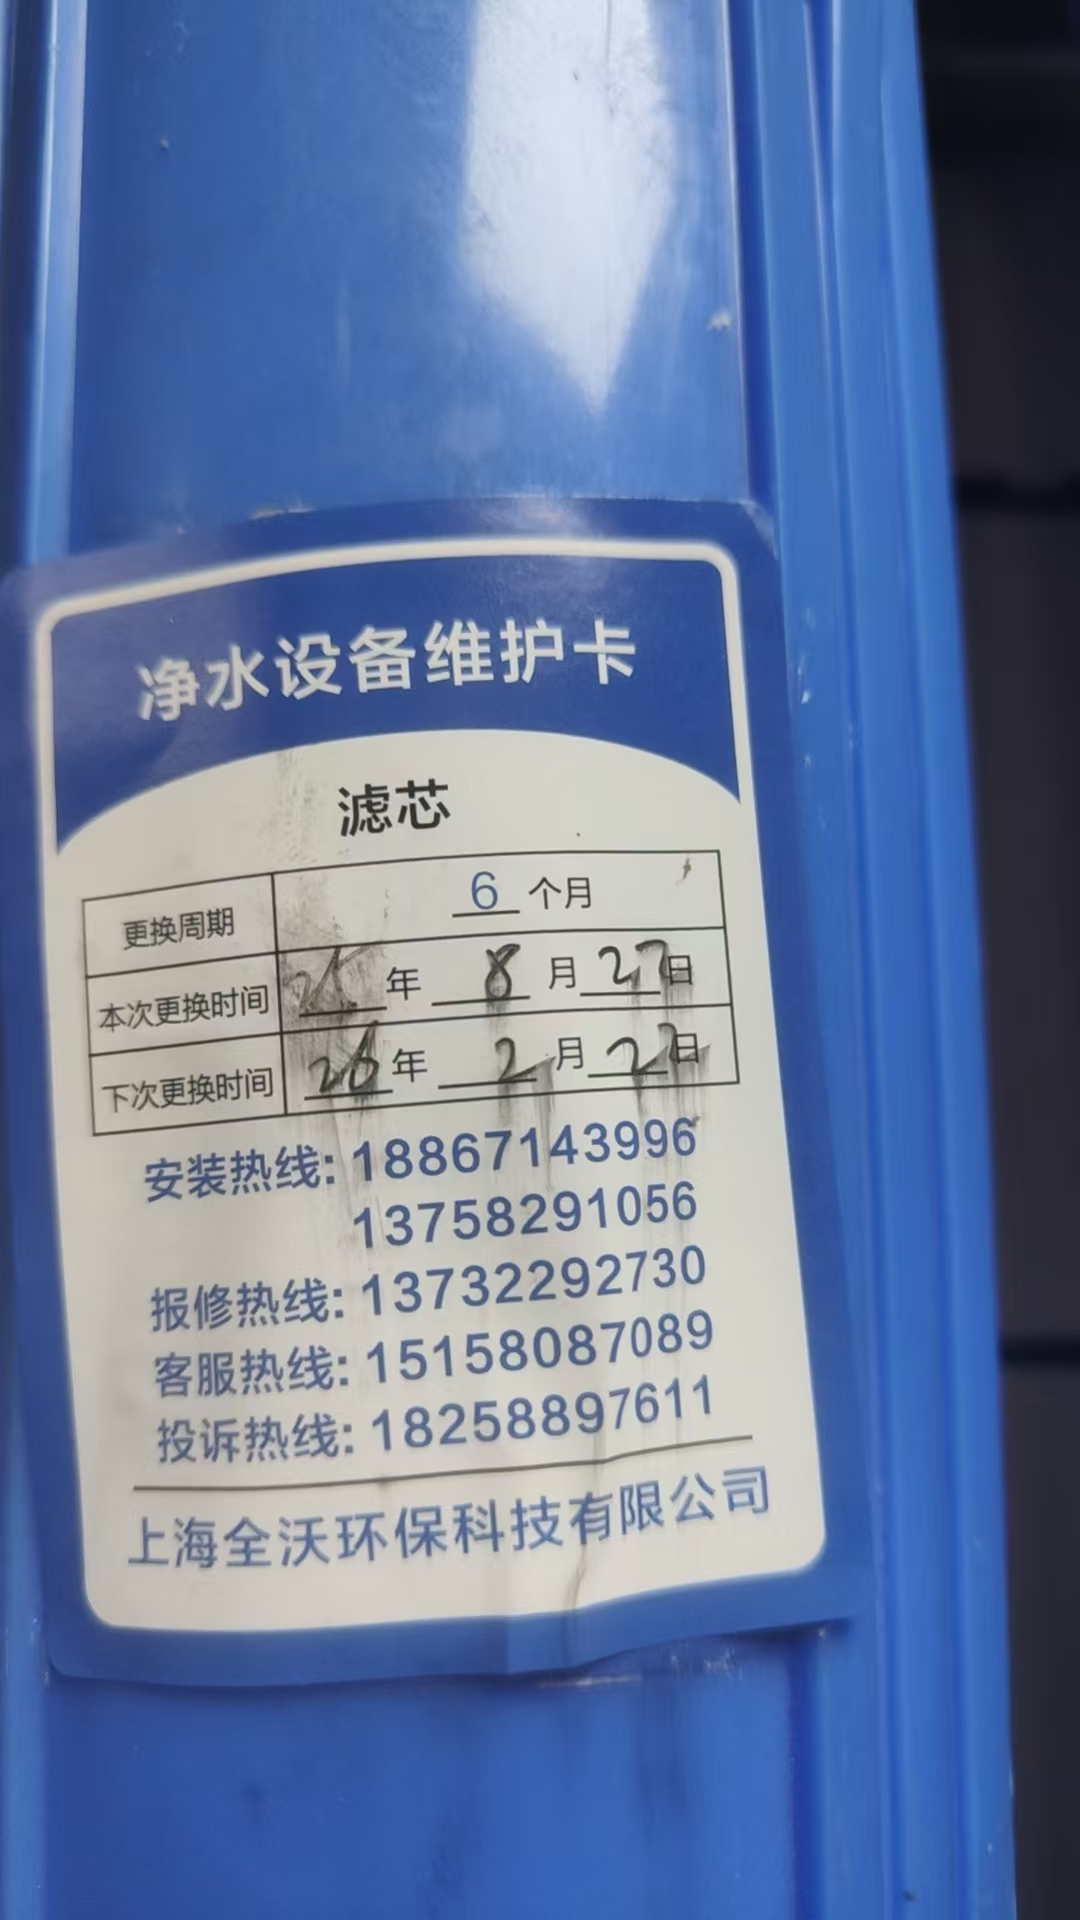 净水设备维护卡
滤芯
更换周期 6 个月
本次更换时间 25 年 8 月 27 日
下次更换时间 26 年 2 月 27 日
安装热线: 18867143996
13758291056
报修热线: 13732292730
客服热线: 15158087089
投诉热线: 18258897611
上海全沃环保科技有限公司